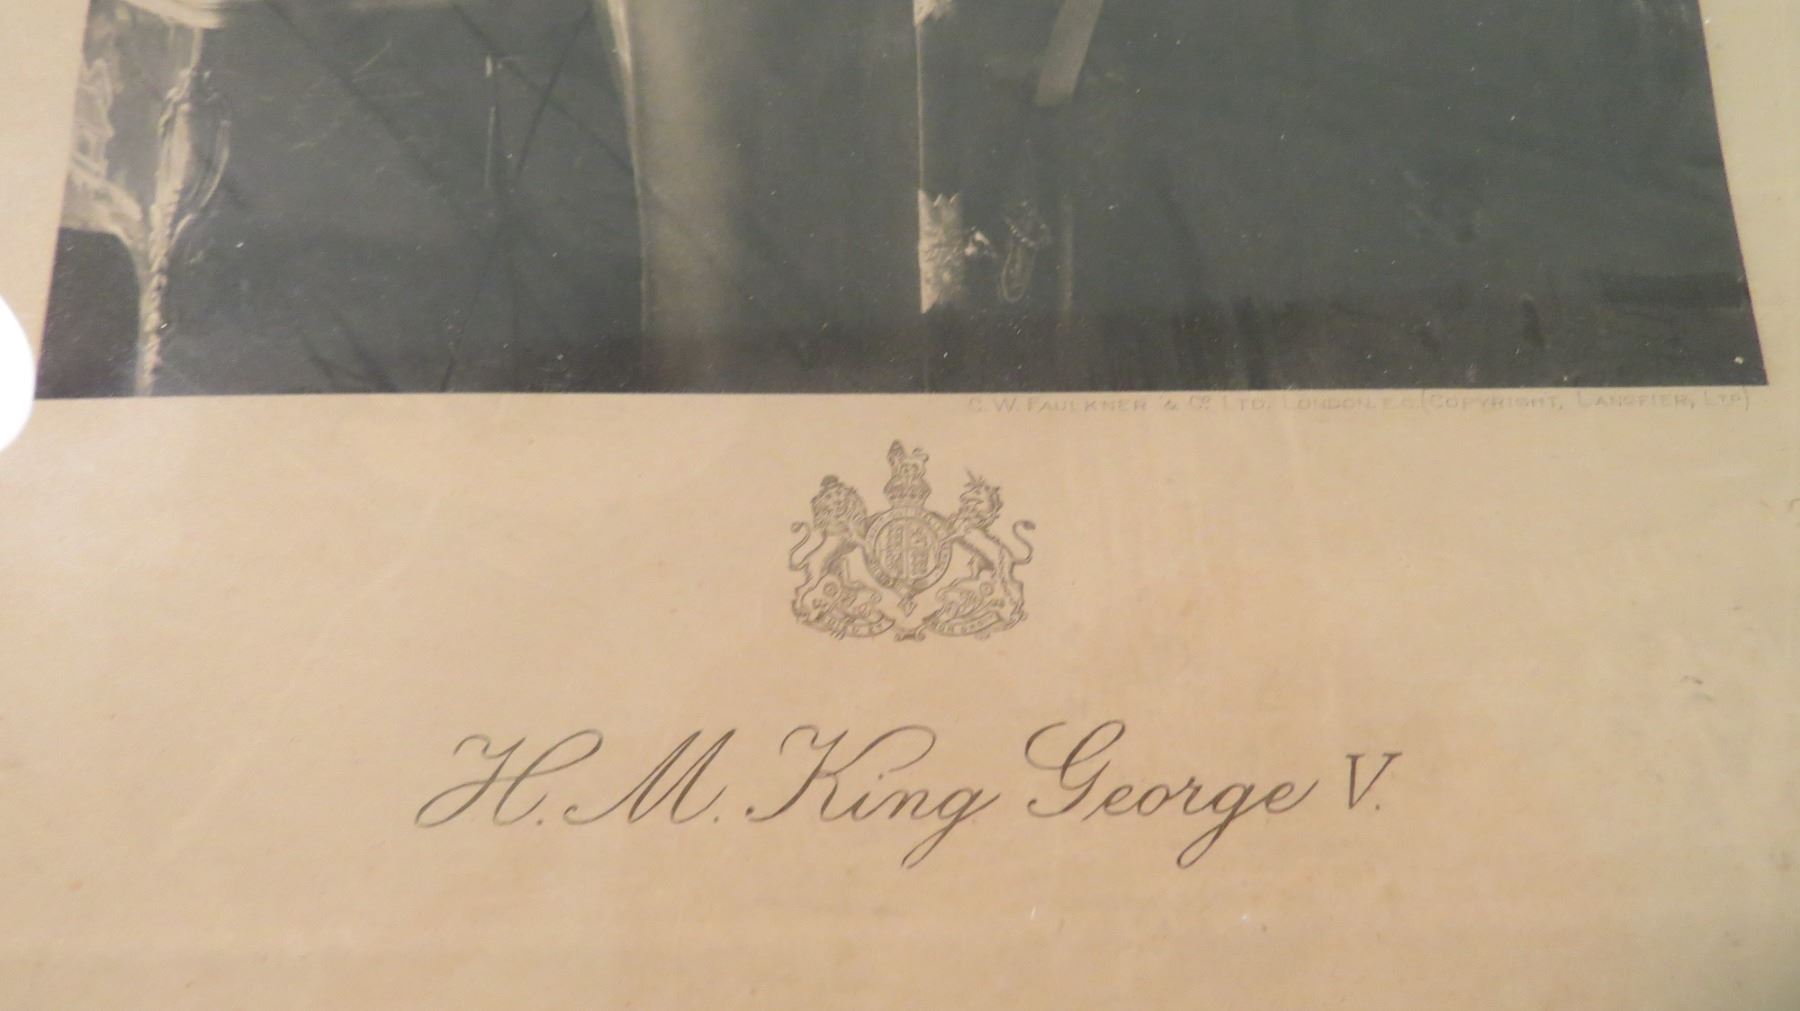 C. W. FAULKNER & Co. LTD. LONDON. E.C. (COPYRIGHT, LANGFIER, LTD)
H. M. King George V.